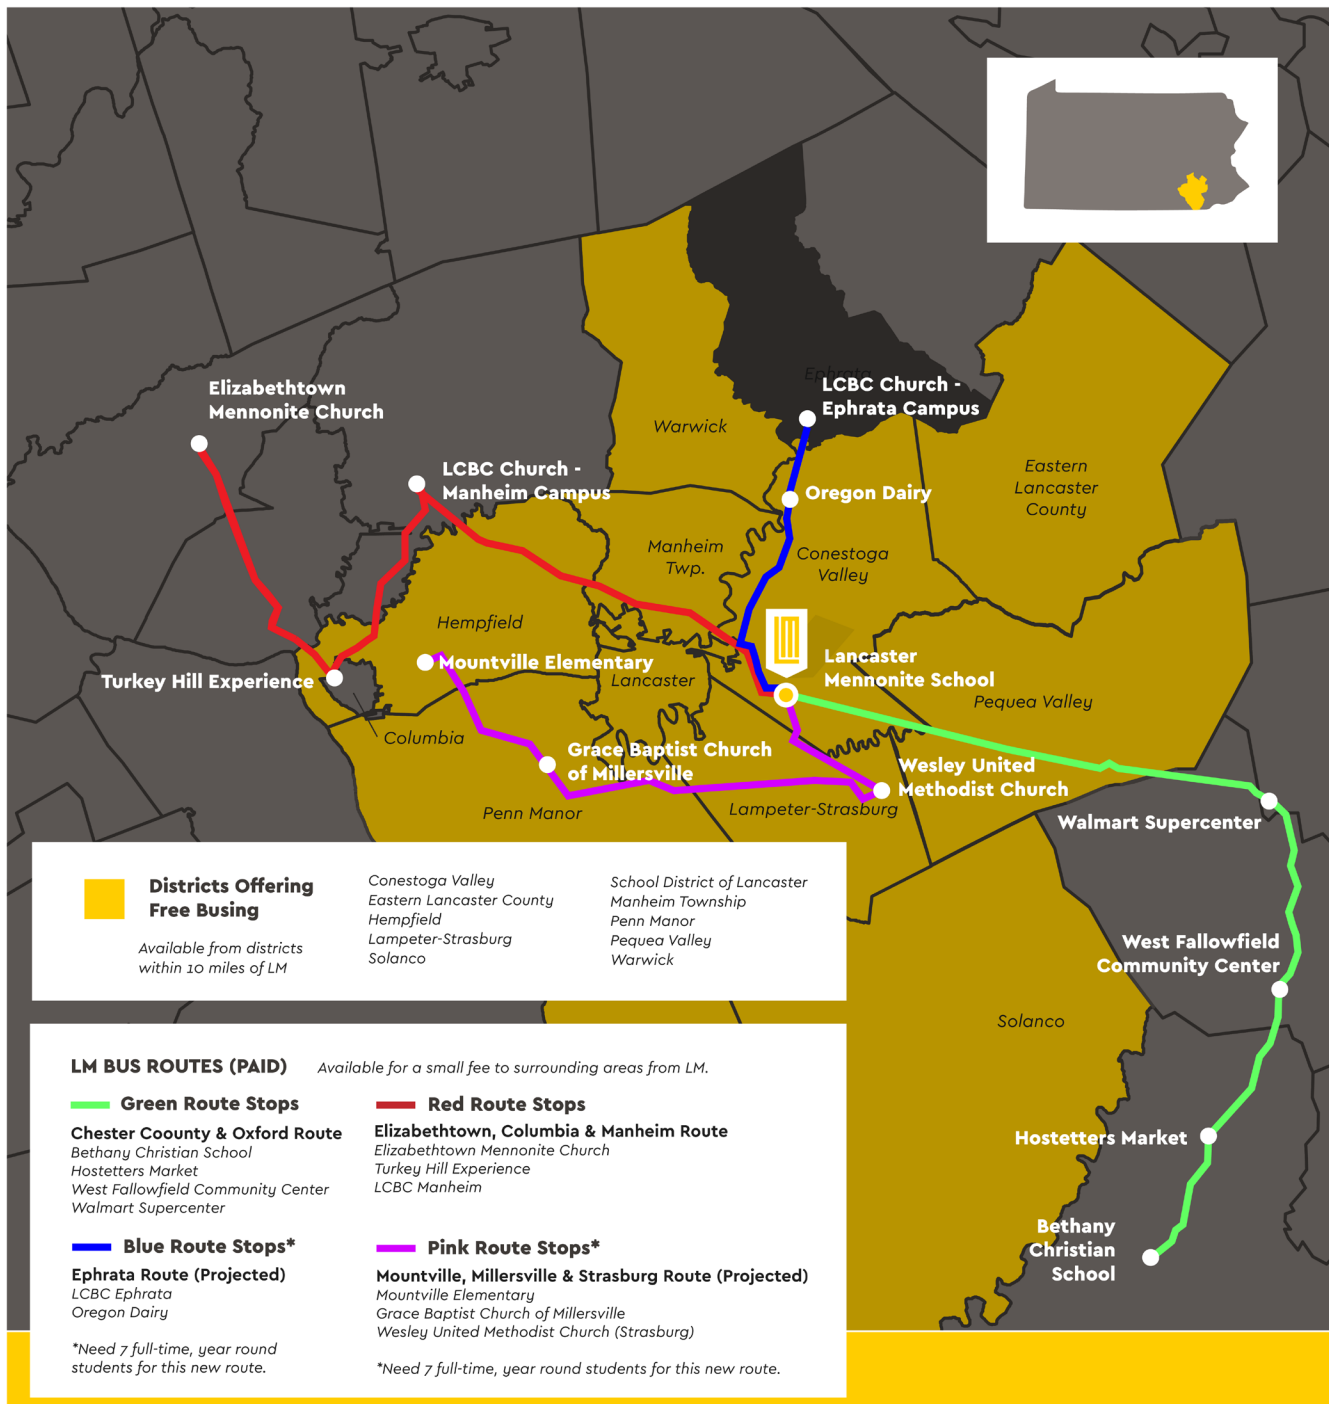 Ephrata
Elizabethtown
Mennonite Church
LCBC Church -
Ephrata Campus
Warwick
LCBC Church -
Manheim Campus
Oregon Dairy
Eastern
Lancaster
County
Manheim
Twp.
Conestoga
Valley
Hempfield
Mountville Elementary
Lancaster
Mennonite School
Turkey Hill Experience
Lancaster
Pequea Valley
Columbia
Grace Baptist Church
of Millersville
Wesley United
Methodist Church
Penn Manor
Lampeter-Strasburg
Walmart Supercenter
West Fallowfield
Community Center
Solanco
Hostetters Market
Bethany
Christian
School
Districts Offering
Free Busing
Available from districts
within 10 miles of LM
Conestoga Valley
Eastern Lancaster County
Hempfield
Lampeter-Strasburg
Solanco
School District of Lancaster
Manheim Township
Penn Manor
Pequea Valley
Warwick
LM BUS ROUTES (PAID)
Available for a small fee to surrounding areas from LM.
Green Route Stops
Chester Coounty & Oxford Route
Bethany Christian School
Hostetters Market
West Fallowfield Community Center
Walmart Supercenter
Red Route Stops
Elizabethtown, Columbia & Manheim Route
Elizabethtown Mennonite Church
Turkey Hill Experience
LCBC Manheim
Blue Route Stops*
Ephrata Route (Projected)
LCBC Ephrata
Oregon Dairy
*Need 7 full-time, year round
students for this new route.
Pink Route Stops*
Mountville, Millersville & Strasburg Route (Projected)
Mountville Elementary
Grace Baptist Church of Millersville
Wesley United Methodist Church (Strasburg)
*Need 7 full-time, year round students for this new route.